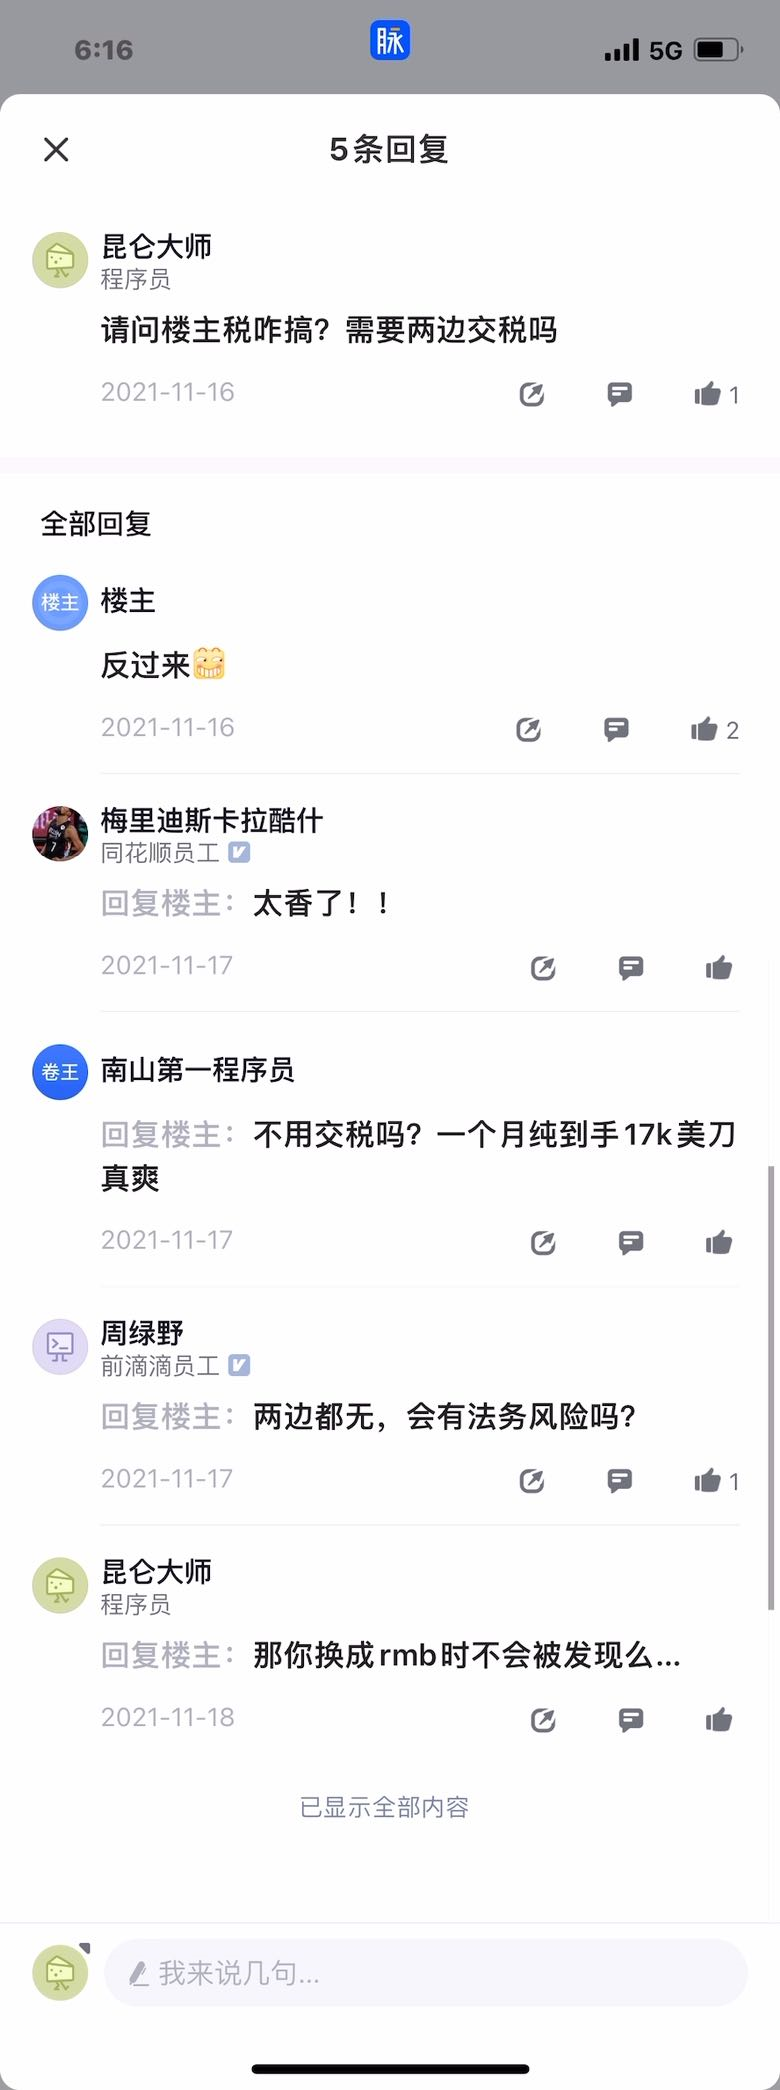 6:16
脉
5G
5条回复
昆仑大师
程序员
请问楼主税咋搞？需要两边交税吗
2021-11-16
1
全部回复
楼主
楼主
反过来
2021-11-16
2
梅里迪斯卡拉酷什
同花顺员工
回复楼主：太香了！！
2021-11-17
卷王
南山第一程序员
回复楼主：不用交税吗？一个月纯到手17k美刀
真爽
2021-11-17
周绿野
前滴滴员工
回复楼主：两边都无，会有法务风险吗？
2021-11-17
1
昆仑大师
程序员
回复楼主：那你换成rmb时不会被发现么...
2021-11-18
已显示全部内容
我来说几句...